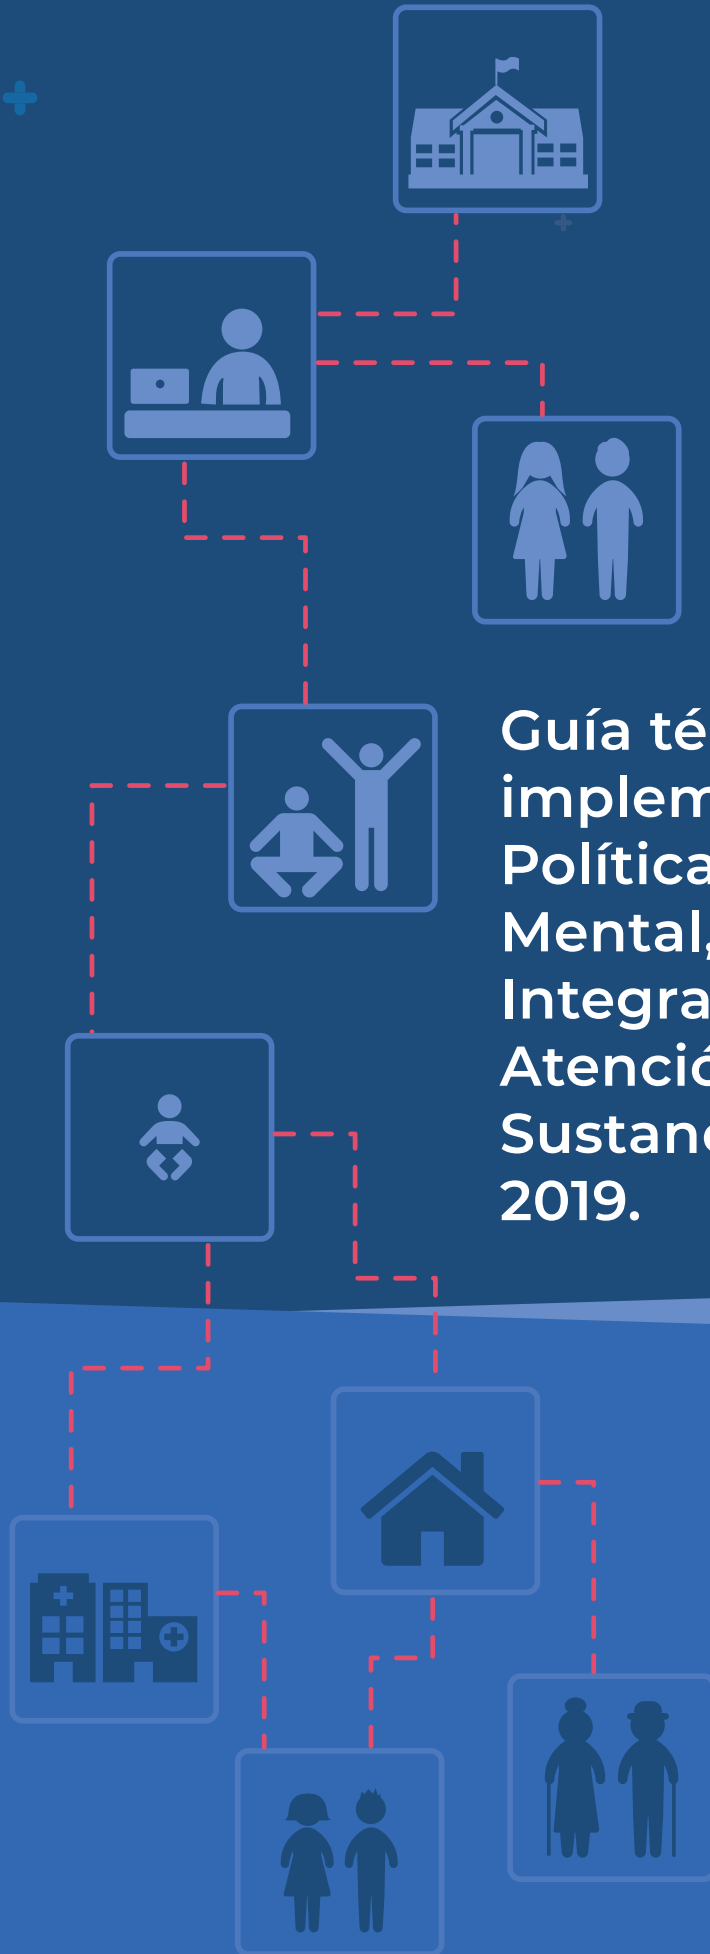 Guía té
implem
Política
Mental,
Integra
Atenció
Sustanc
2019.